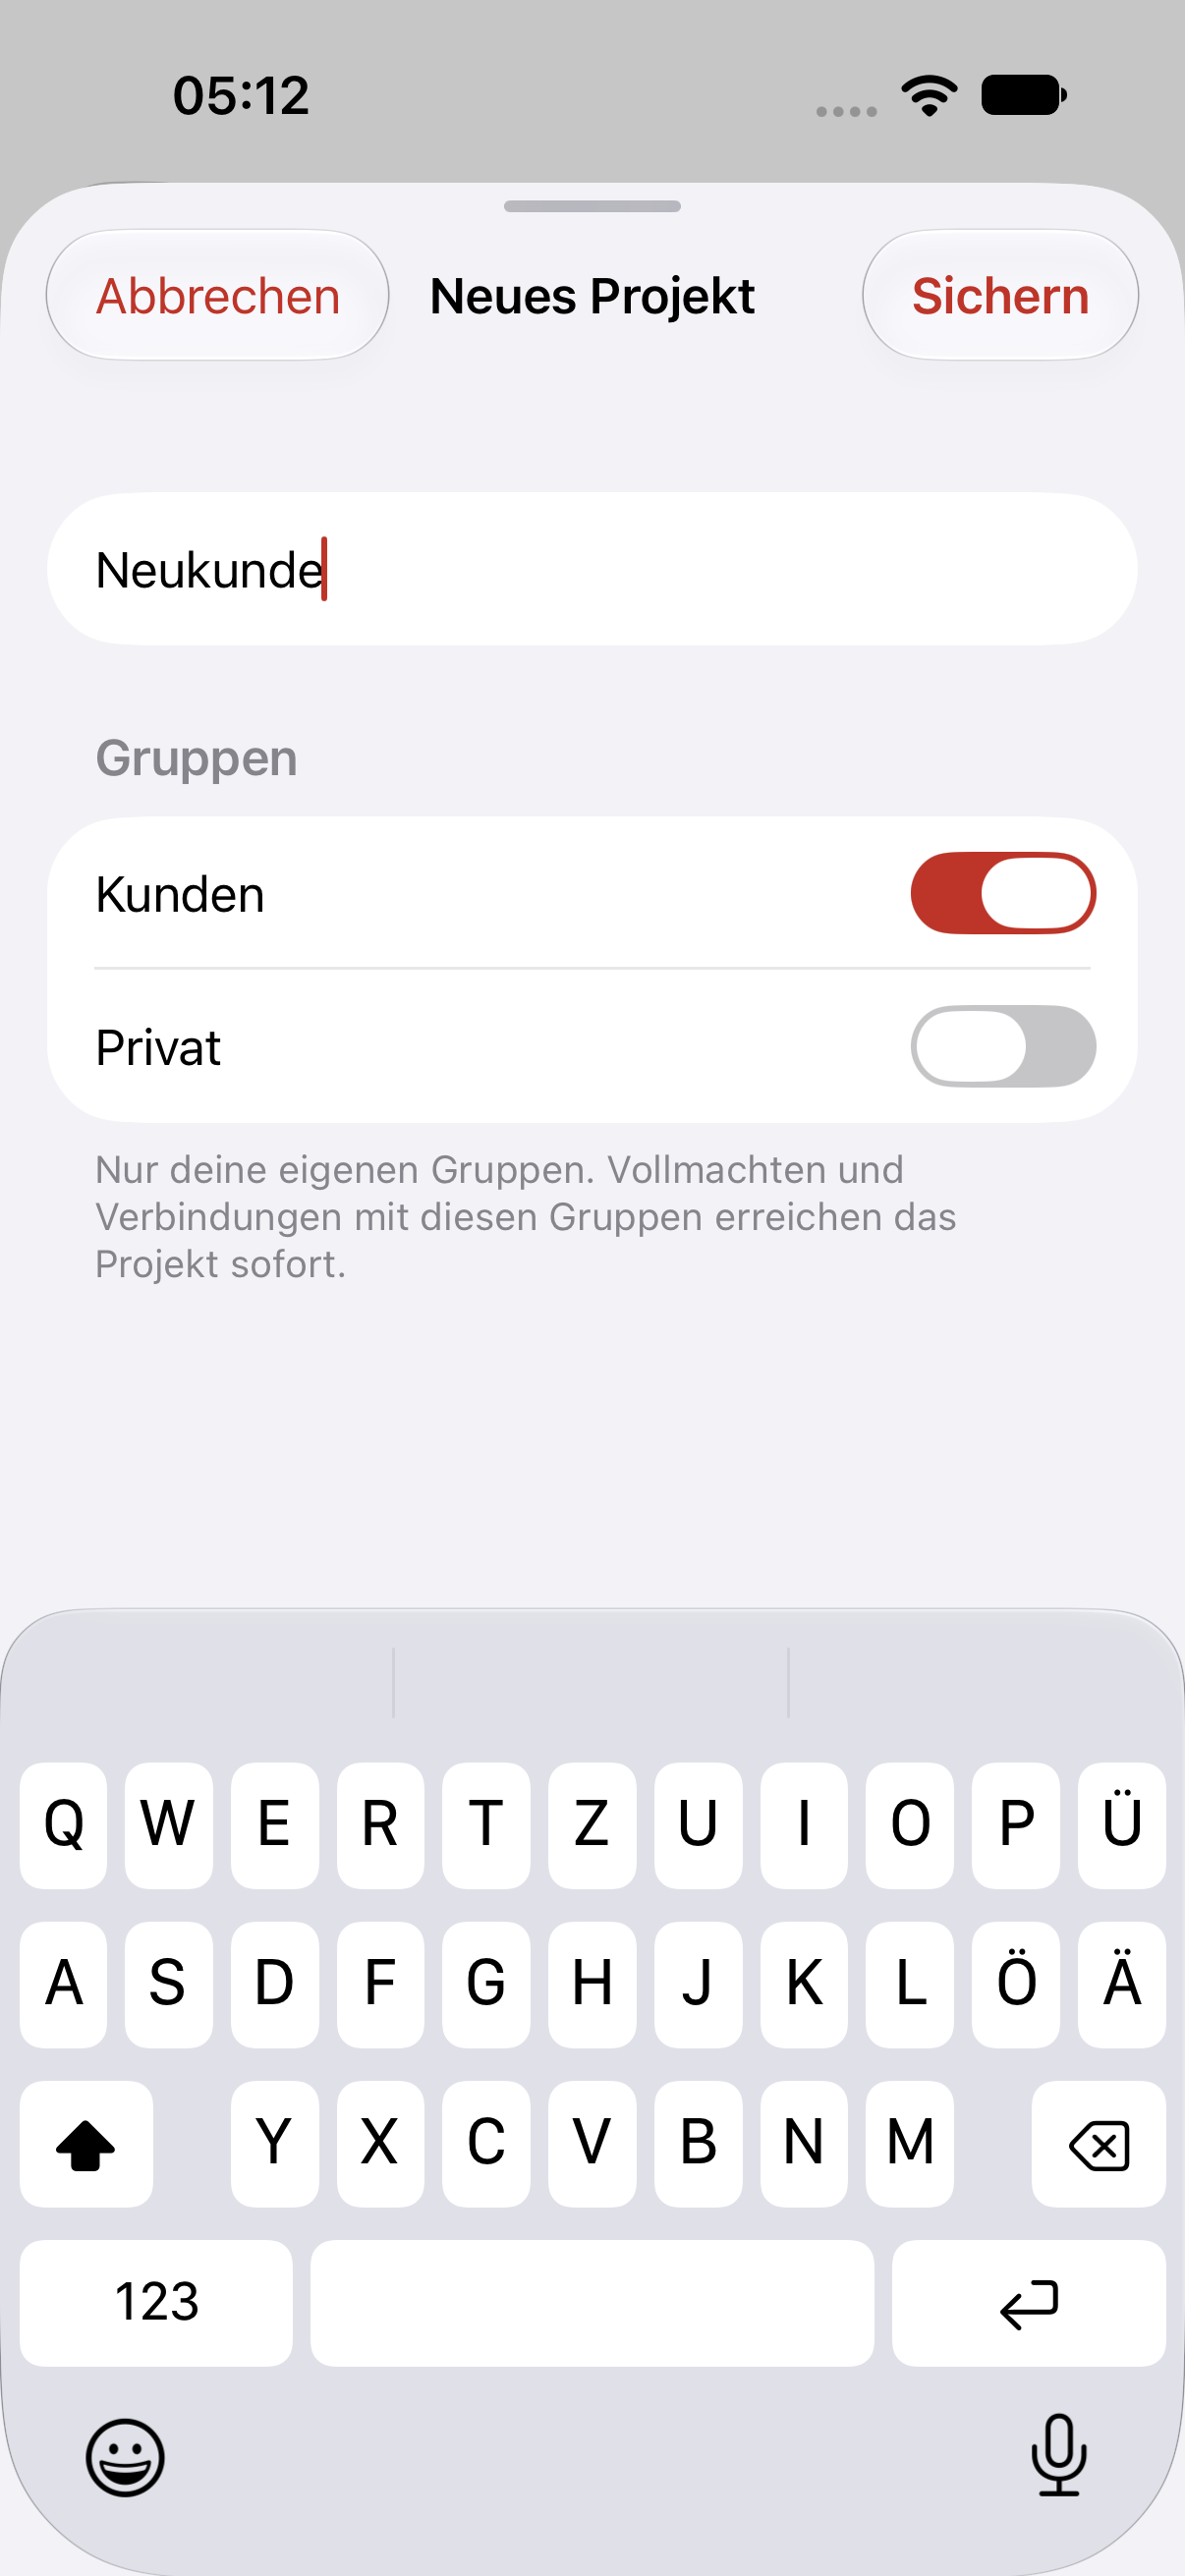 05:12
Abbrechen
Neues Projekt
Sichern
Neukunde
Gruppen
Kunden
Privat
Nur deine eigenen Gruppen. Vollmachten und
Verbindungen mit diesen Gruppen erreichen das
Projekt sofort.
Q W E R T Z U I O P Ü
A S D F G H J K L Ö Ä
Y X C V B N M
123